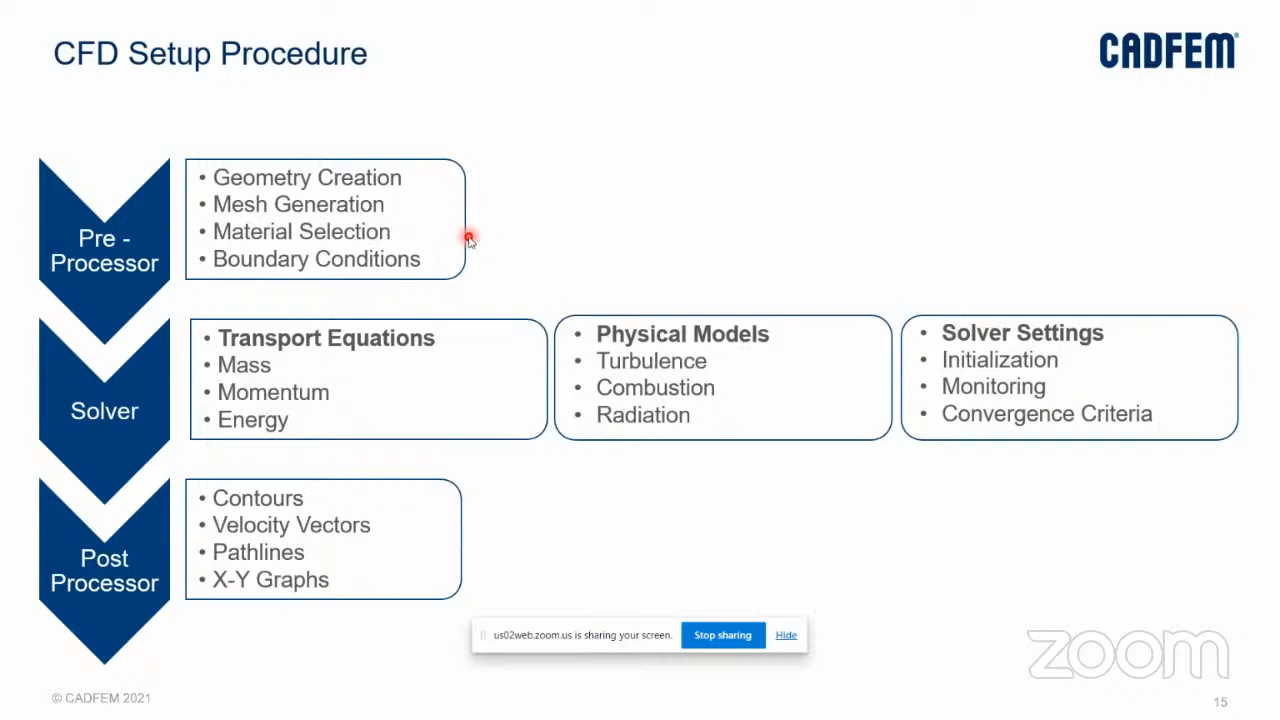 CFD Setup Procedure
CADFEM
Pre -
Processor
• Geometry Creation
• Mesh Generation
• Material Selection
• Boundary Conditions
Solver
• Transport Equations
• Mass
• Momentum
• Energy
• Physical Models
• Turbulence
• Combustion
• Radiation
• Solver Settings
• Initialization
• Monitoring
• Convergence Criteria
Post
Processor
• Contours
• Velocity Vectors
• Pathlines
• X-Y Graphs
us02web.zoom.us is sharing your screen. Stop sharing Hide
zoom
© CADFEM 2021
15